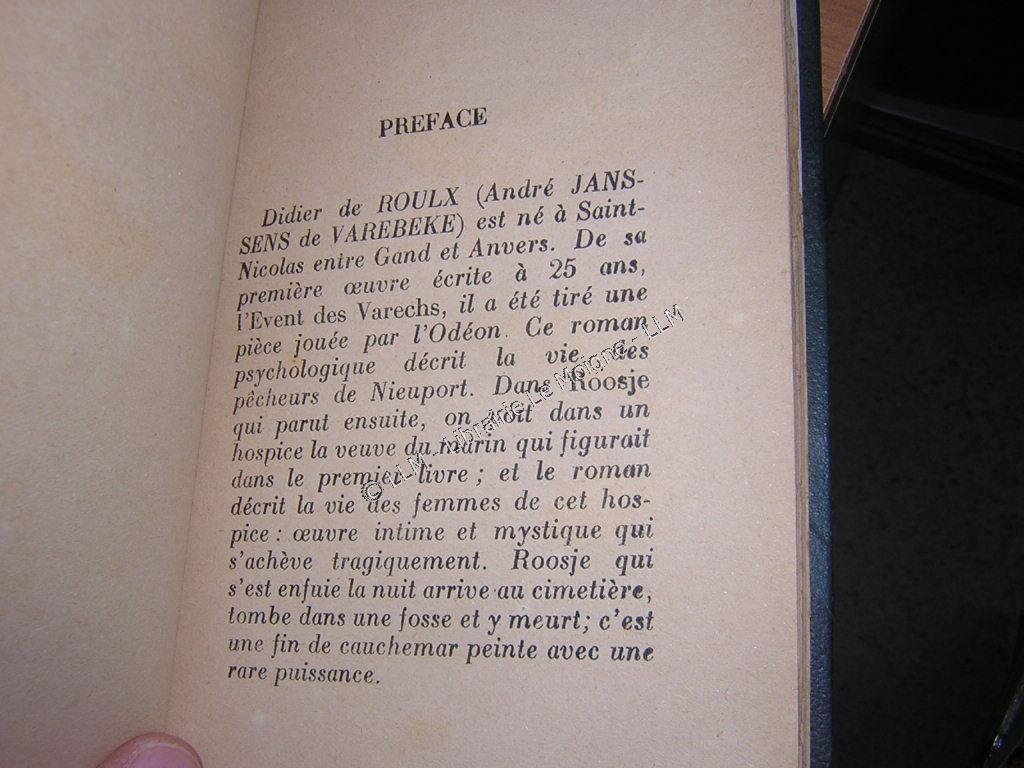 PREFACE
Didier de ROULX (André JANS-
SENS de VAREBEKE) est né à Saint-
Nicolas entre Gand et Anvers. De sa
première œuvre écrite à 25 ans,
l'Event des Varechs, il a été tiré une
pièce jouée par l'Odéon. Ce roman
psychologique décrit la vie des
pêcheurs de Nieuport. Dans Roosje
qui parut ensuite, on voit dans un
hospice la veuve du marin qui figurait
dans le premier livre ; et le roman
décrit la vie des femmes de cet hos-
pice : œuvre intime et mystique qui
s'achève tragiquement. Roosje qui
s'est enfuie la nuit arrive au cimetière,
tombe dans une fosse et y meurt; c'est
une fin de cauchemar peinte avec une
rare puissance.
© LLM - Librairie Le Moigne - LLM